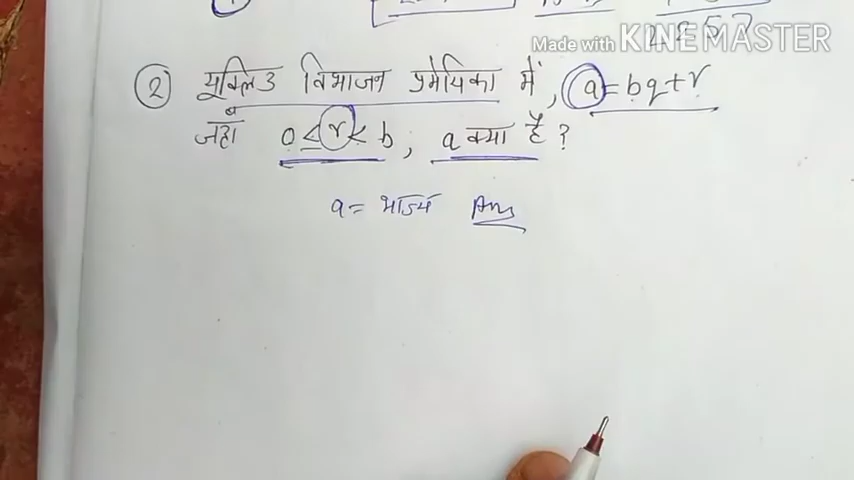 Made with KINEMASTER
② यूक्लिड विभाजन प्रमेयिका में, a = bq + r
जहाँ 0 ≤ r < b, a क्या है?
a = भाज्य Ans